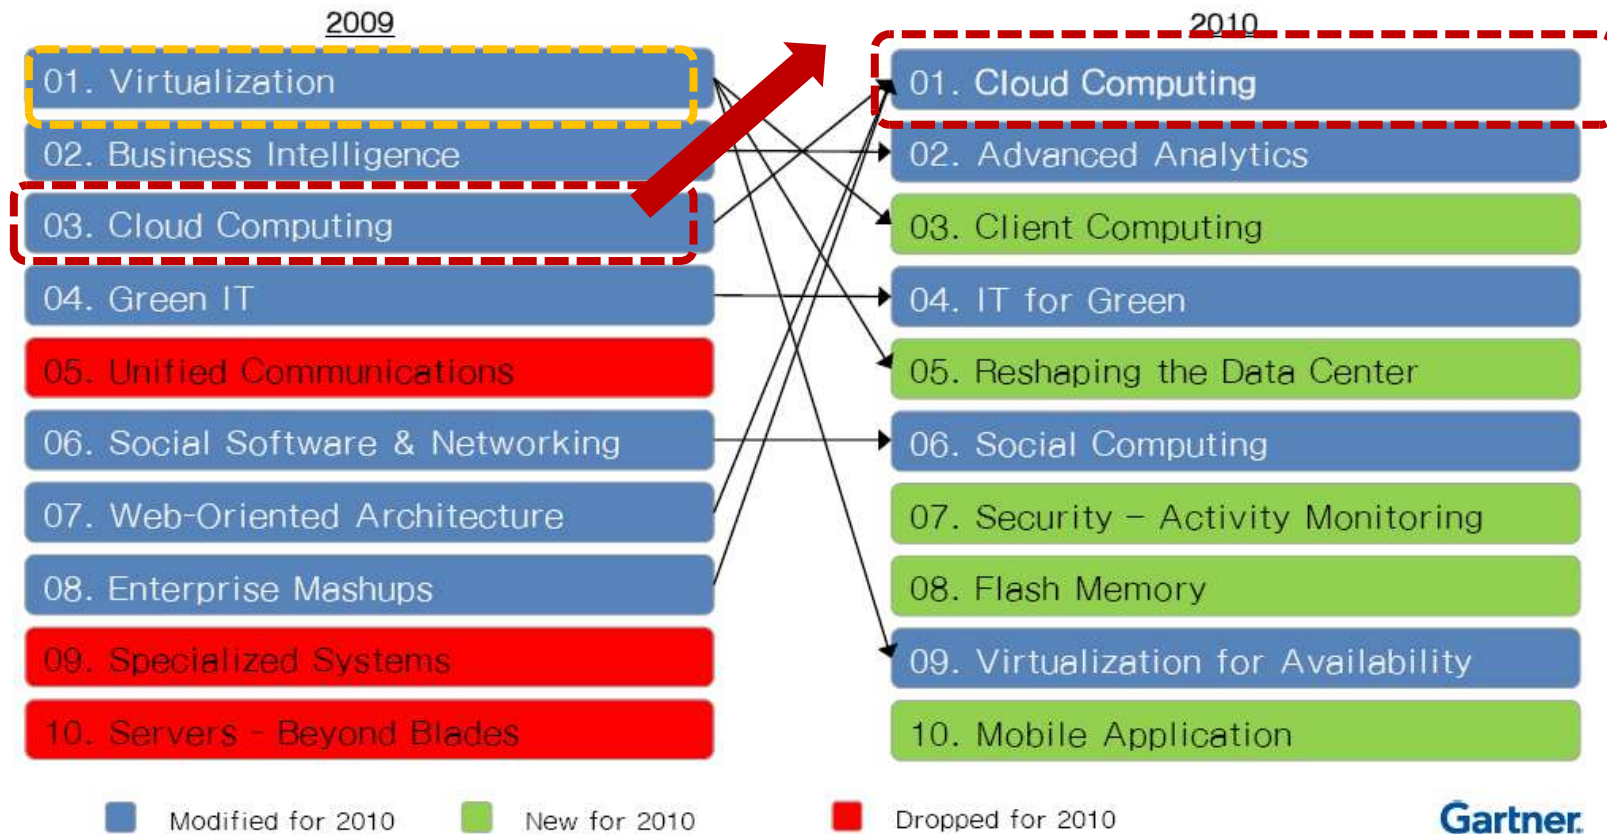 2009
01. Virtualization
02. Business Intelligence
03. Cloud Computing
04. Green IT
05. Unified Communications
06. Social Software & Networking
07. Web-Oriented Architecture
08. Enterprise Mashups
09. Specialized Systems
10. Servers - Beyond Blades
2010
01. Cloud Computing
02. Advanced Analytics
03. Client Computing
04. IT for Green
05. Reshaping the Data Center
06. Social Computing
07. Security – Activity Monitoring
08. Flash Memory
09. Virtualization for Availability
10. Mobile Application
Modified for 2010
New for 2010
Dropped for 2010
Gartner.